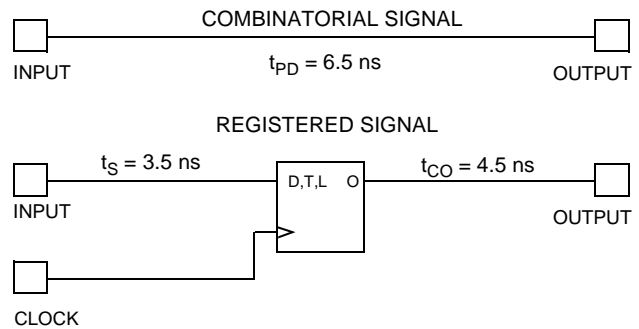 COMBINATORIAL SIGNAL
INPUT
tPD = 6.5 ns
OUTPUT
REGISTERED SIGNAL
tS = 3.5 ns
D,T,L O
tCO = 4.5 ns
INPUT
OUTPUT
CLOCK